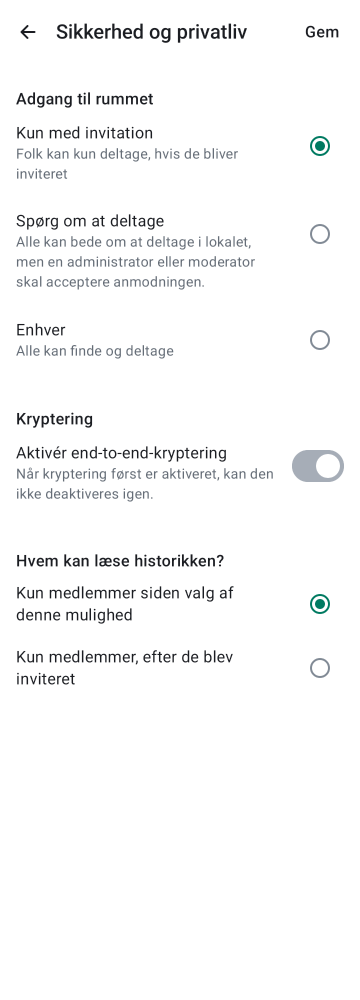 Sikkerhed og privatliv
Gem
Adgang til rummet
Kun med invitation
Folk kan kun deltage, hvis de bliver
inviteret
Spørg om at deltage
Alle kan bede om at deltage i lokalet,
men en administrator eller moderator
skal acceptere anmodningen.
Enhver
Alle kan finde og deltage
Kryptering
Aktivér end-to-end-kryptering
Når kryptering først er aktiveret, kan den
ikke deaktiveres igen.
Hvem kan læse historikken?
Kun medlemmer siden valg af
denne mulighed
Kun medlemmer, efter de blev
inviteret